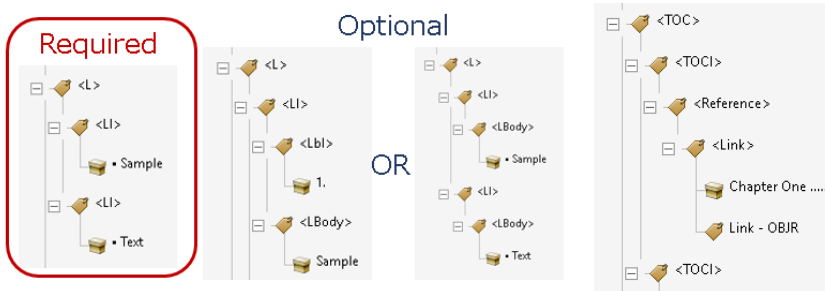 Required
<L>
<LI>
• Sample
<LI>
• Text
Optional
<L>
<LI>
<Lbl>
1.
<LBody>
Sample
OR
<L>
<LI>
<LBody>
• Sample
<LI>
<LBody>
• Text
<TOC>
<TOCI>
<Reference>
<Link>
Chapter One .....
Link - OBJR
<TOCI>